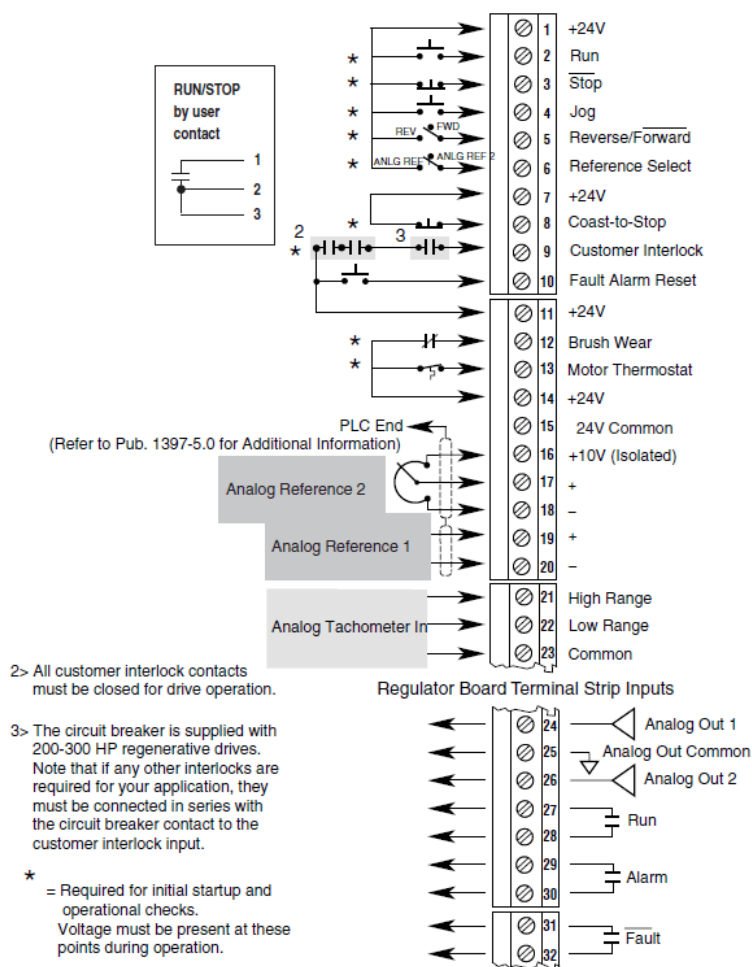 1 +24V
* 2 Run
* 3 Stop
* 4 Jog
* REV FWD 5 Reverse/Forward
* ANLG REF 1 ANLG REF 2 6 Reference Select
7 +24V
* 8 Coast-to-Stop
2 * 3 9 Customer Interlock
10 Fault Alarm Reset
11 +24V
* 12 Brush Wear
* 13 Motor Thermostat
14 +24V
RUN/STOP
by user
contact
1
2
3
PLC End 15 24V Common
(Refer to Pub. 1397-5.0 for Additional Information)
16 +10V (Isolated)
Analog Reference 2
17 +
18 –
Analog Reference 1
19 +
20 –
21 High Range
Analog Tachometer In 22 Low Range
23 Common
Regulator Board Terminal Strip Inputs
2> All customer interlock contacts
must be closed for drive operation.
3> The circuit breaker is supplied with
200-300 HP regenerative drives.
Note that if any other interlocks are
required for your application, they
must be connected in series with
the circuit breaker contact to the
customer interlock input.
*
= Required for initial startup and
operational checks.
Voltage must be present at these
points during operation.
24 Analog Out 1
25 Analog Out Common
26 Analog Out 2
27
Run
28
29
Alarm
30
31
Fault
32